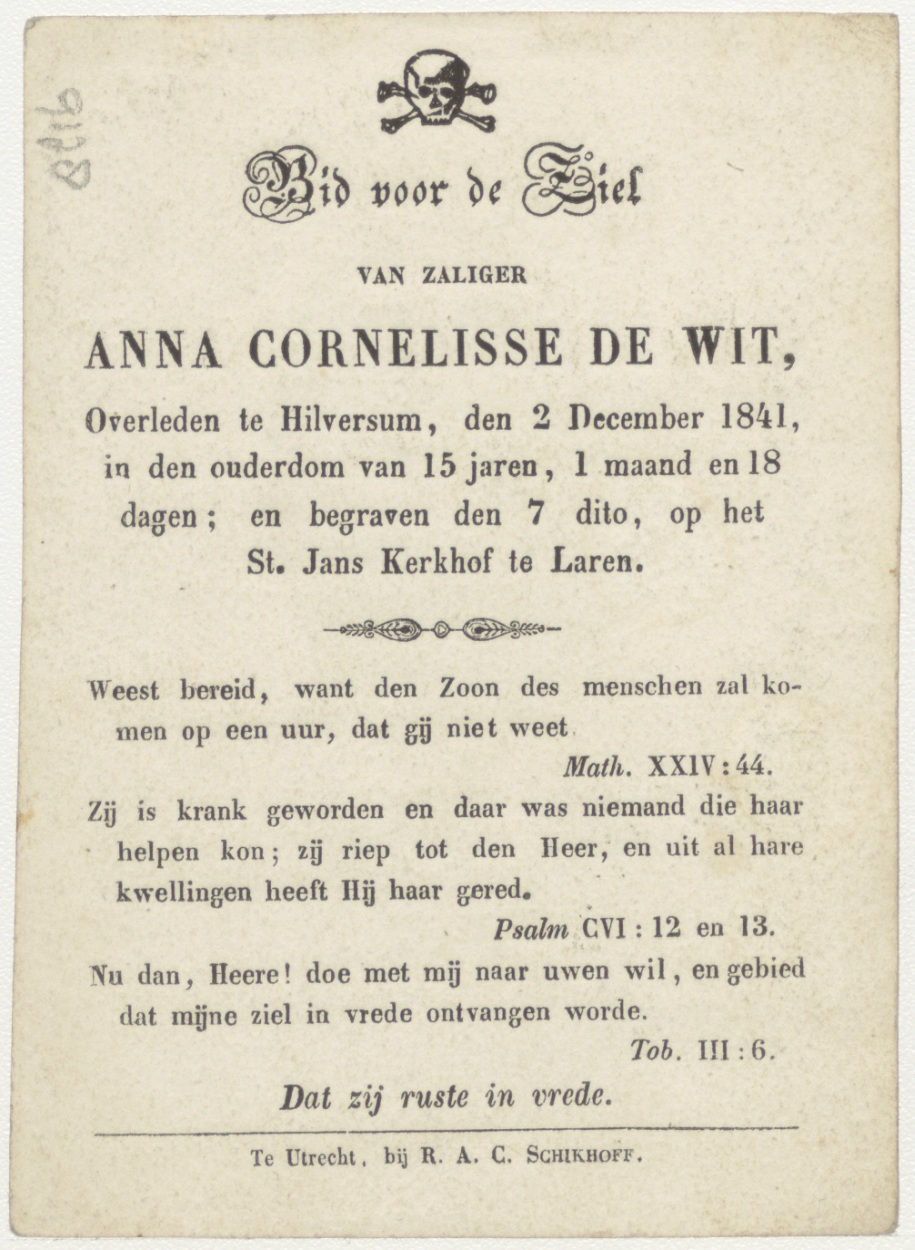 Bid voor de Ziel
VAN ZALIGER
ANNA CORNELISSE DE WIT,
Overleden te Hilversum, den 2 December 1841,
in den ouderdom van 15 jaren, 1 maand en 18
dagen; en begraven den 7 dito, op het
St. Jans Kerkhof te Laren.
Weest bereid, want den Zoon des menschen zal ko-
men op een uur, dat gij niet weet.
Math. XXIV: 44.
Zij is krank geworden en daar was niemand die haar
helpen kon; zij riep tot den Heer, en uit al hare
kwellingen heeft Hij haar gered.
Psalm CVI: 12 en 13.
Nu dan, Heere! doe met mij naar uwen wil, en gebied
dat mijne ziel in vrede ontvangen worde.
Tob. III: 6.
Dat zij ruste in vrede.
Te Utrecht, bij R. A. C. SCHIKHOFF.